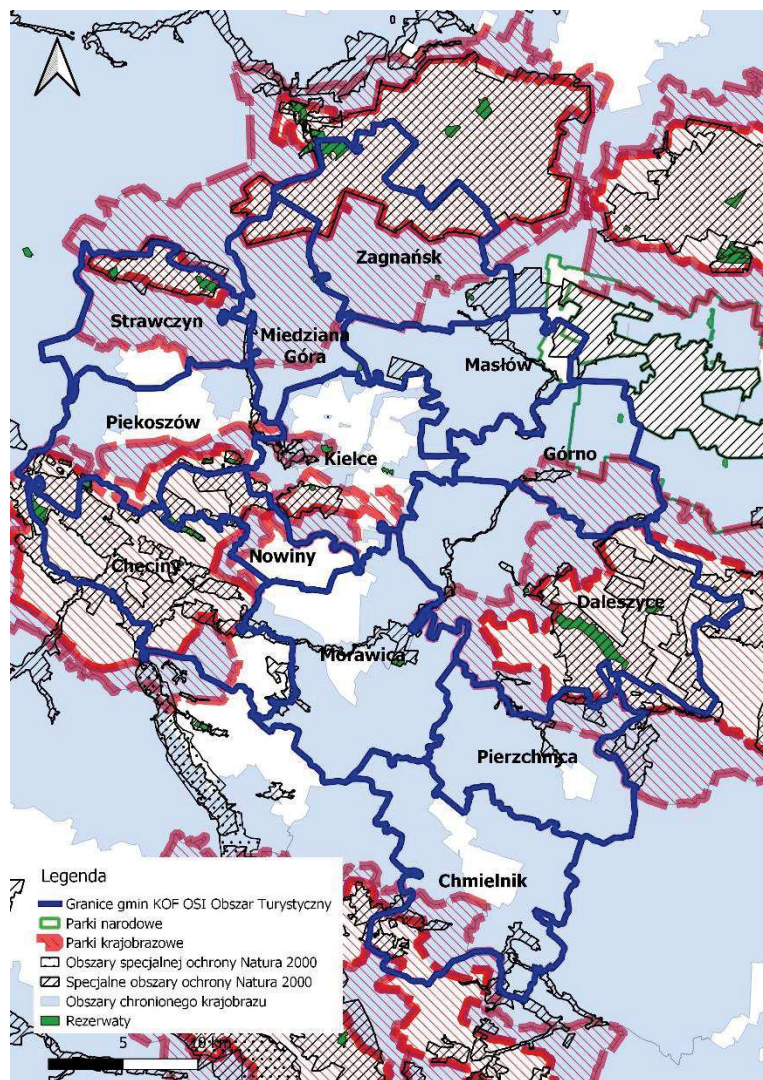 Zagnańsk
Strawczyn
Miedziana
Góra
Masłów
Piekoszów
Kielce
Górno
Nowiny
Chęciny
Daleszyce
Morawica
Pierzchnica
Chmielnik
Legenda
Granice gmin KOF OSI Obszar Turystyczny
Parki narodowe
Parki krajobrazowe
Obszary specjalnej ochrony Natura 2000
Specjalne obszary ochrony Natura 2000
Obszary chronionego krajobrazu
Rezerwaty
0 5 10 km